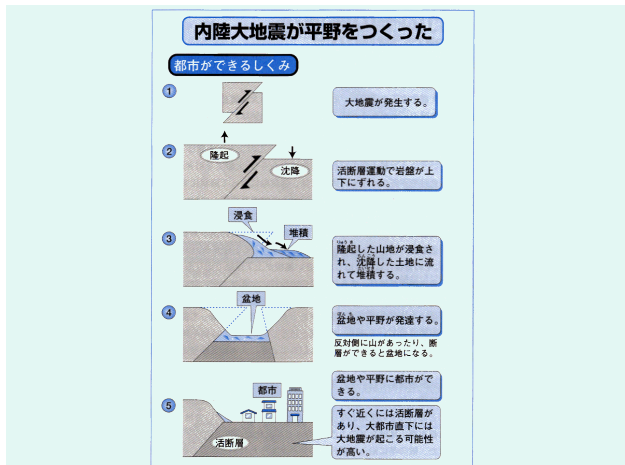 内陸大地震が平野をつくった
都市ができるしくみ
1
大地震が発生する。
2
隆起
沈降
活断層運動で岩盤が上
下にずれる。
3
浸食
堆積
隆起した山地が浸食さ
れ、沈降した土地に流
れて堆積する。
4
盆地
盆地や平野が発達する。
反対側に山があったり、断
層ができると盆地になる。
5
都市
活断層
盆地や平野に都市がで
きる。
すぐ近くには活断層が
あり、大都市直下には
大地震が起こる可能性
が高い。